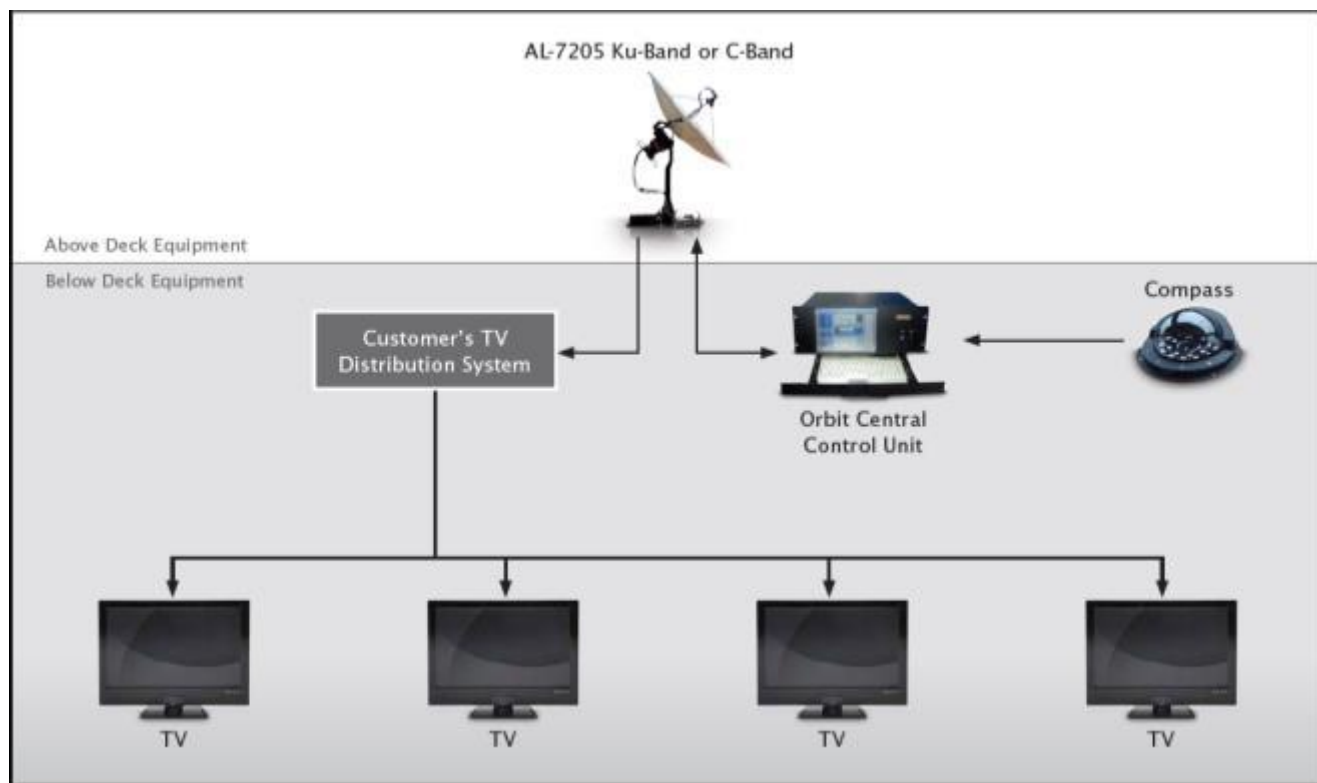 AL-7205 Ku-Band or C-Band
Above Deck Equipment
Below Deck Equipment
Compass
Customer's TV
Distribution System
Orbit Central
Control Unit
TV
TV
TV
TV